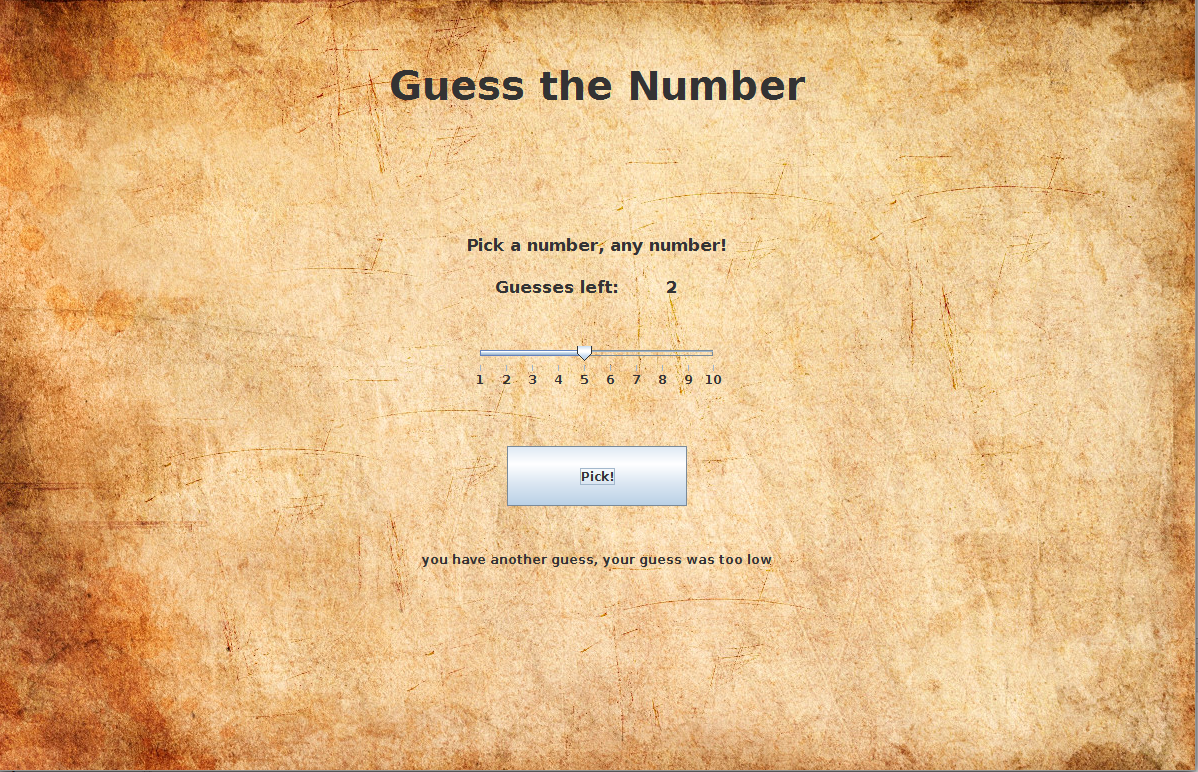 Guess the Number
Pick a number, any number!
Guesses left: 2
1 2 3 4 5 6 7 8 9 10
Pick!
you have another guess, your guess was too low